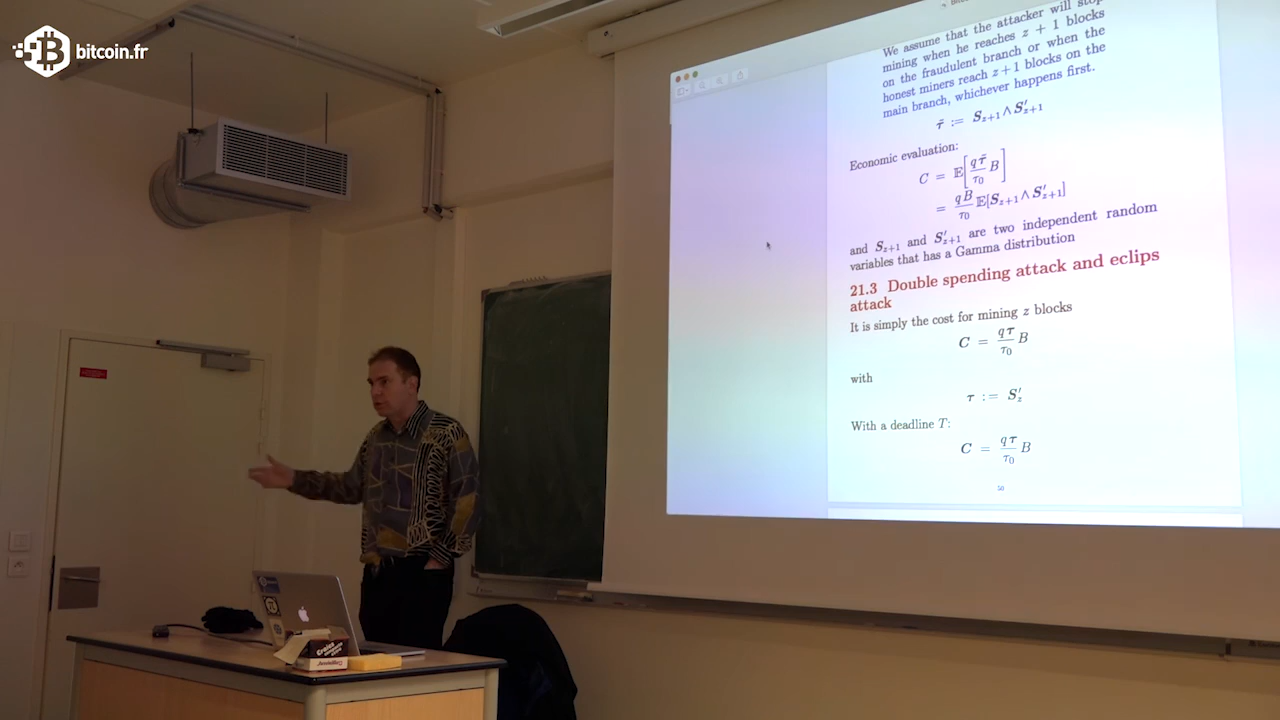 bitcoin.fr
We assume that the attacker will stop
mining when he reaches z + 1 blocks
on the fraudulent branch or when the
honest miners reach z + 1 blocks on the
main branch, whichever happens first.
τ̃ := S_{z+1} ∧ S′_{z+1}
Economic evaluation:
C = 𝔼[qτ̃/τ₀ B]
= qB/τ₀ 𝔼[S_{z+1} ∧ S′_{z+1}]
and S_{z+1} and S′_{z+1} are two independent random
variables that has a Gamma distribution
21.3 Double spending attack and eclips
attack
It is simply the cost for mining z blocks
C = qτ/τ₀ B
with
τ := S′_z
With a deadline T:
C = qτ/τ₀ B